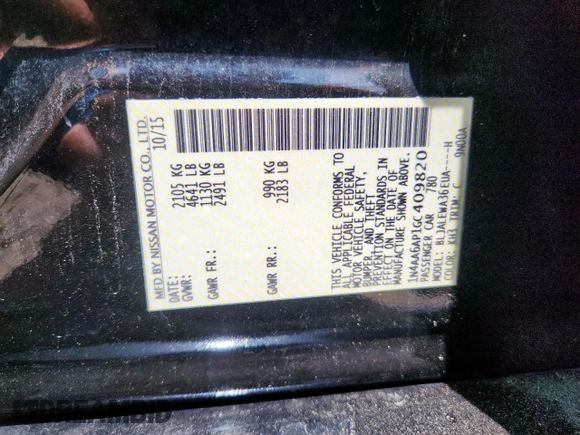 MFD BY NISSAN MOTOR CO., LTD.
DATE: 10/15
GVWR: 2105 KG
4641 LB
GAWR FR.: 1130 KG
2491 LB
GAWR RR.: 990 KG
2183 LB
THIS VEHICLE CONFORMS TO
ALL APPLICABLE FEDERAL
MOTOR VEHICLE SAFETY,
BUMPER, AND THEFT
PREVENTION STANDARDS IN
EFFECT ON THE DATE OF
MANUFACTURE SHOWN ABOVE.
1N4AA6AP1GC409820
PASSENGER CAR 780
MODEL: BLJALEWA36EUA----H
COLOR: KH3 TRIM: C 9N00A